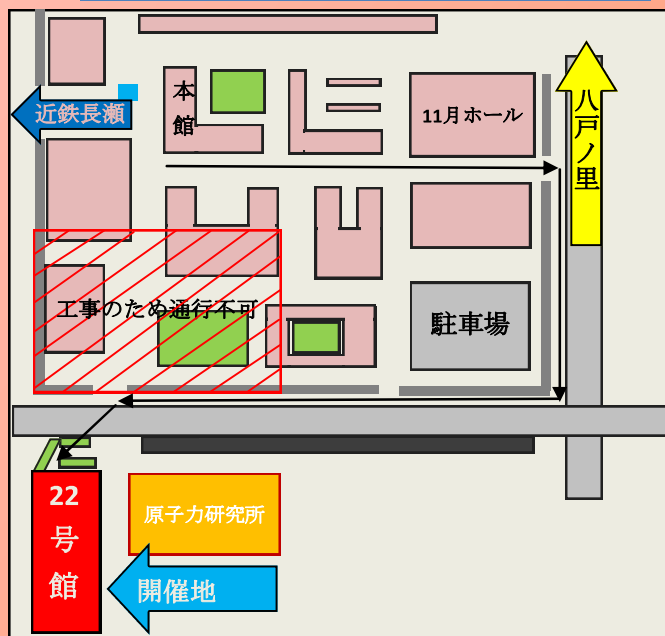 本館
近鉄長瀬
11月ホール
八戸ノ里
工事のため通行不可
駐車場
22号館
原子力研究所
開催地